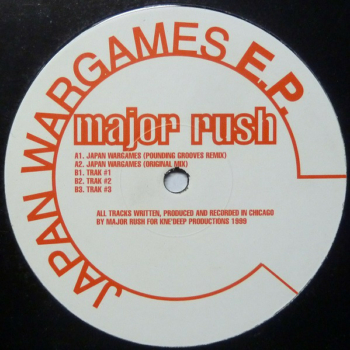 JAPAN WARGAMES E.P.
major rush
A1. JAPAN WARGAMES (POUNDING GROOVES REMIX)
A2. JAPAN WARGAMES (ORIGINAL MIX)
B1. TRAK #1
B2. TRAK #2
B3. TRAK #3
ALL TRACKS WRITTEN, PRODUCED AND RECORDED IN CHICAGO
BY MAJOR RUSH FOR KNE'DEEP PRODUCTIONS 1999